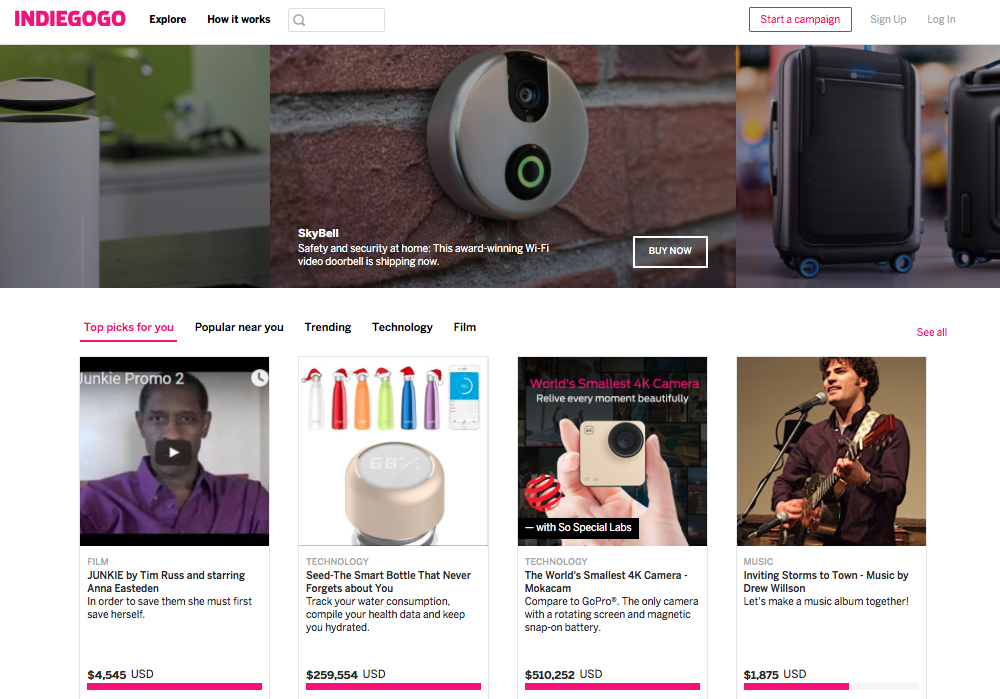 INDIEGOGO Explore How it works Start a campaign Sign Up Log In
SkyBell
Safety and security at home: This award-winning Wi-Fi
video doorbell is shipping now.
BUY NOW
Top picks for you Popular near you Trending Technology Film See all
Junkie Promo 2
FILM
JUNKIE by Tim Russ and starring
Anna Easteden
In order to save them she must first
save herself.
$4,545 USD
68%
TECHNOLOGY
Seed-The Smart Bottle That Never
Forgets about You
Track your water consumption,
compile your health data and keep
you hydrated.
$259,554 USD
World's Smallest 4K Camera
Relive every moment beautifully
4K
— with So Special Labs
TECHNOLOGY
The World's Smallest 4K Camera -
Mokacam
Compare to GoPro®. The only camera
with a rotating screen and magnetic
snap-on battery.
$510,252 USD
MUSIC
Inviting Storms to Town - Music by
Drew Willson
Let's make a music album together!
$1,875 USD